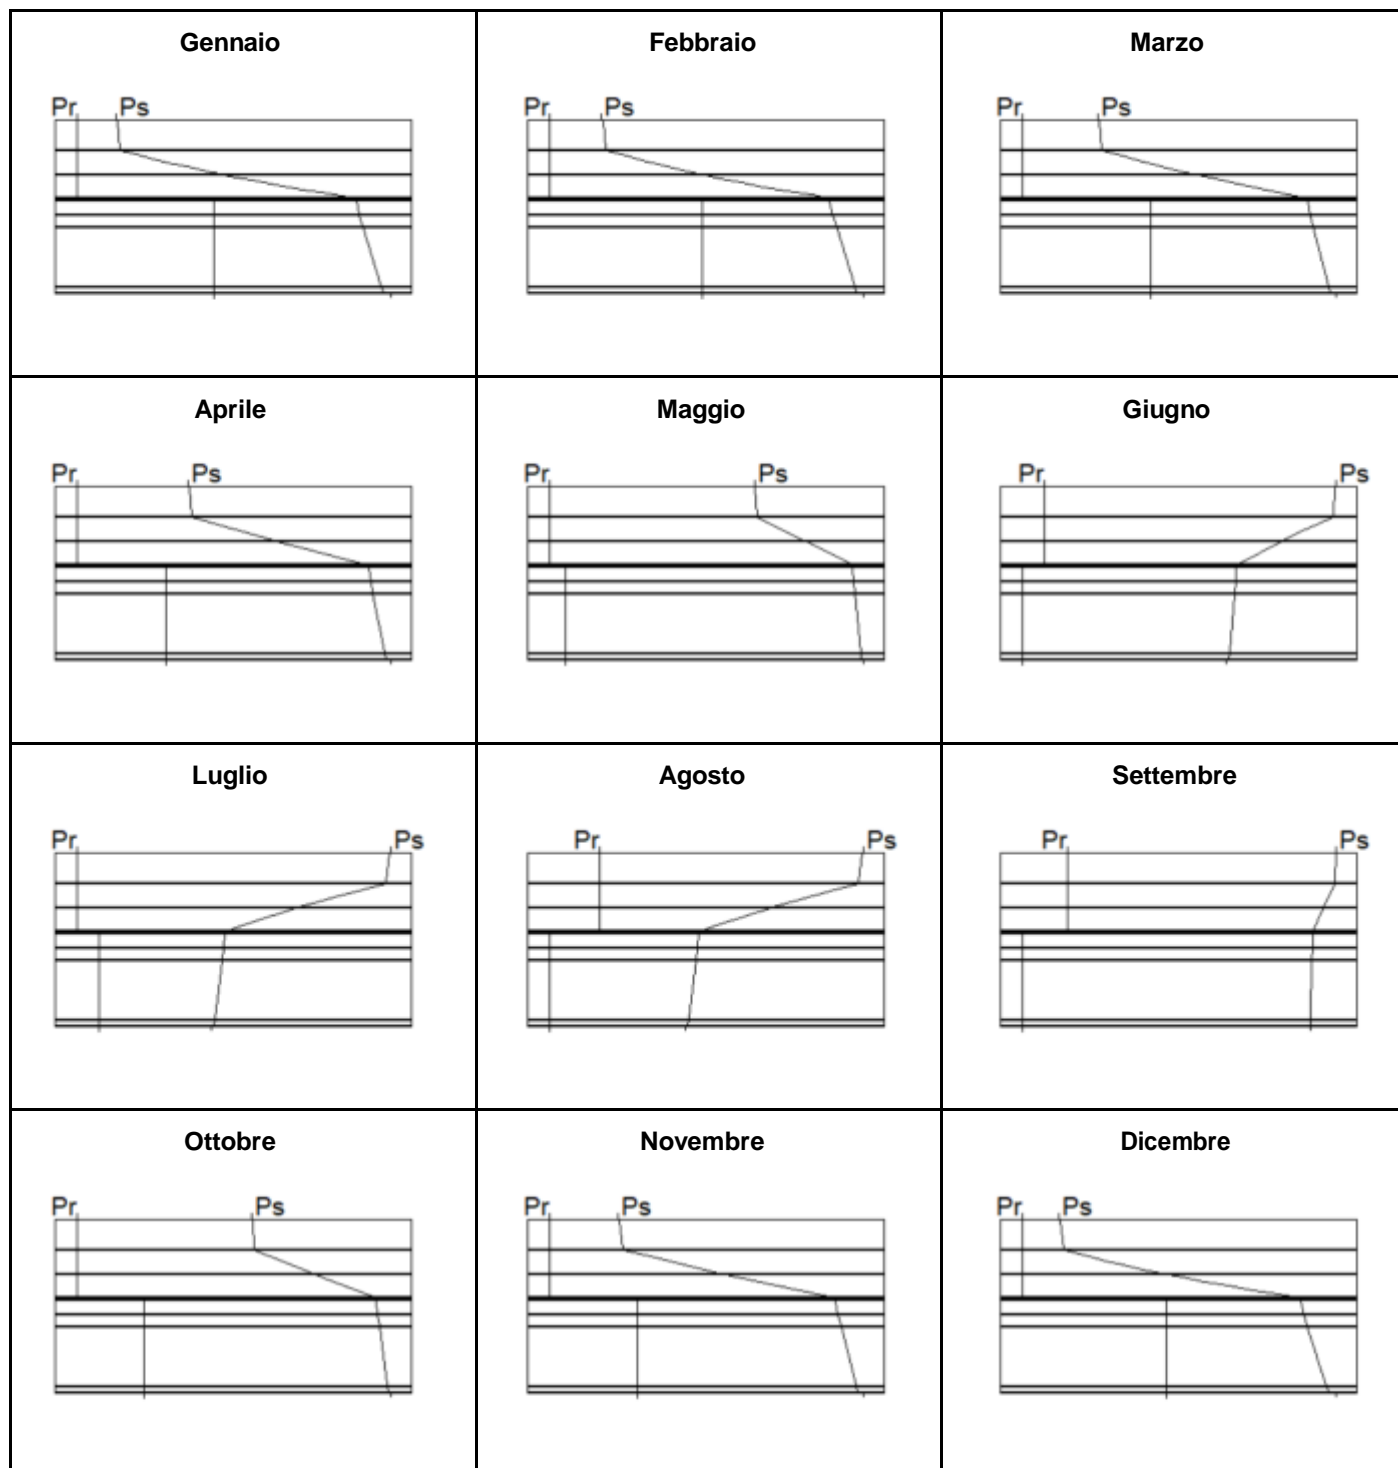 Gennaio Febbraio Marzo
Pr Ps Pr Ps Pr Ps
Aprile Maggio Giugno
Pr Ps Pr Ps Pr Ps
Luglio Agosto Settembre
Pr Ps Pr Ps Pr Ps
Ottobre Novembre Dicembre
Pr Ps Pr Ps Pr Ps